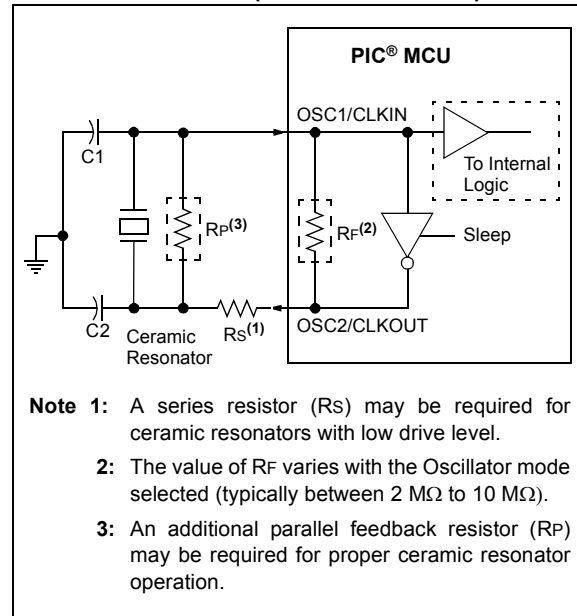 PIC® MCU
OSC1/CLKIN
C1
To Internal
Logic
RP(3)
RF(2)
Sleep
C2
Ceramic
Resonator
RS(1)
OSC2/CLKOUT
Note 1: A series resistor (RS) may be required for
ceramic resonators with low drive level.
2: The value of RF varies with the Oscillator mode
selected (typically between 2 MΩ to 10 MΩ).
3: An additional parallel feedback resistor (RP)
may be required for proper ceramic resonator
operation.